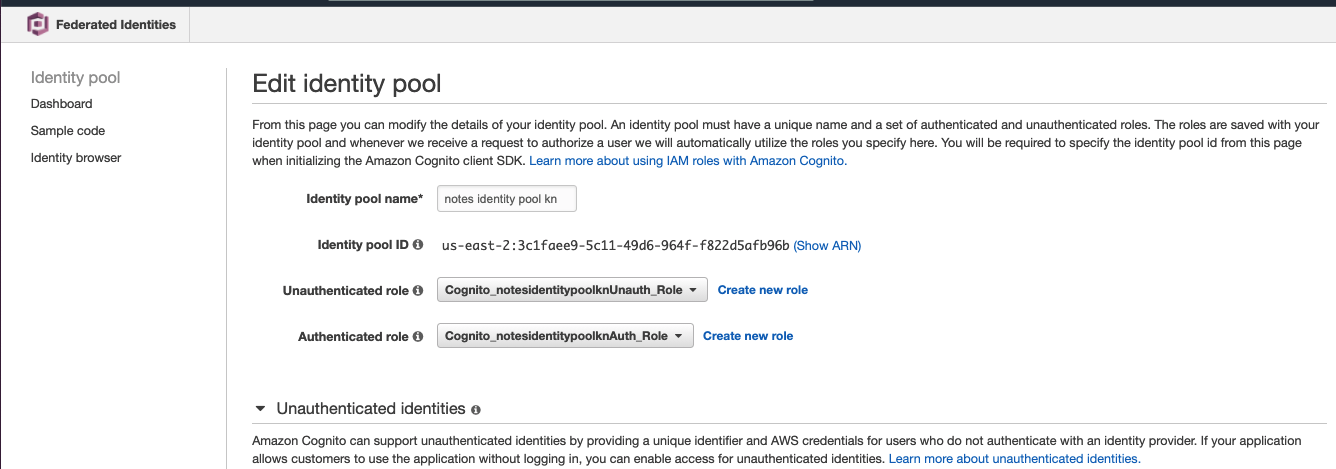 Federated Identities
Identity pool
Dashboard
Sample code
Identity browser
Edit identity pool
From this page you can modify the details of your identity pool. An identity pool must have a unique name and a set of authenticated and unauthenticated roles. The roles are saved with your
identity pool and whenever we receive a request to authorize a user we will automatically utilize the roles you specify here. You will be required to specify the identity pool id from this page
when initializing the Amazon Cognito client SDK. Learn more about using IAM roles with Amazon Cognito.
Identity pool name* notes identity pool kn
Identity pool ID us-east-2:3c1faee9-5c11-49d6-964f-f822d5afb96b (Show ARN)
Unauthenticated role Cognito_notesidentitypoolknUnauth_Role Create new role
Authenticated role Cognito_notesidentitypoolknAuth_Role Create new role
Unauthenticated identities
Amazon Cognito can support unauthenticated identities by providing a unique identifier and AWS credentials for users who do not authenticate with an identity provider. If your application
allows customers to use the application without logging in, you can enable access for unauthenticated identities. Learn more about unauthenticated identities.